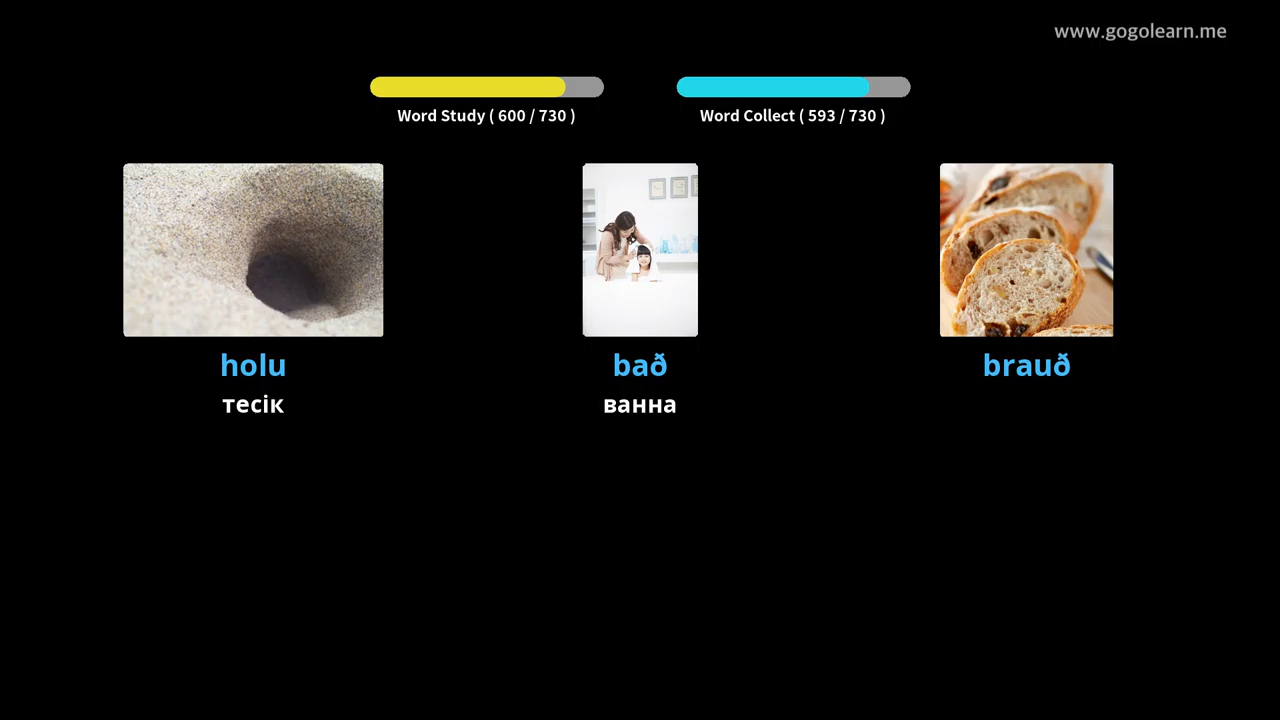 www.gogolearn.me
Word Study ( 600 / 730 )
Word Collect ( 593 / 730 )
holu
bað
brauð
тесік
ванна